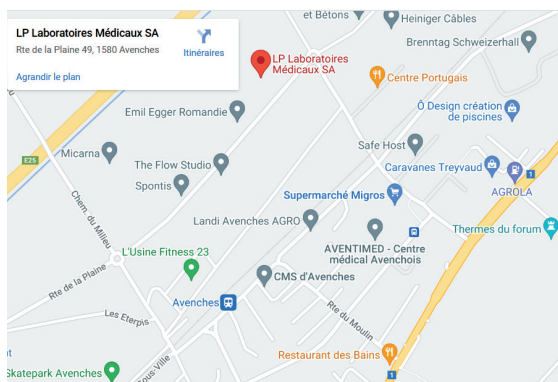 LP Laboratoires Médicaux SA
Rte de la Plaine 49, 1580 Avenches
Itinéraires
Agrandir le plan
et Bétons
Heiniger Câbles
Brenntag Schweizerhall
LP Laboratoires
Médicaux SA
Centre Portugais
Ô Design création
de piscines
Emil Egger Romandie
Safe Host
Micarna
E25
The Flow Studio
Caravanes Treyvaud
1
Spontis
Supermarché Migros
AGROLA
Chem. du Milieu
Landi Avenches AGRO
Thermes du forum
AVENTIMED - Centre
médical Avenchois
L'Usine Fitness 23
Rte de la Plaine
CMS d'Avenches
Avenches
Les Eterpis
Rte du Moulin
nt
Restaurant des Bains
Skatepark Avenches
ous-Ville
1